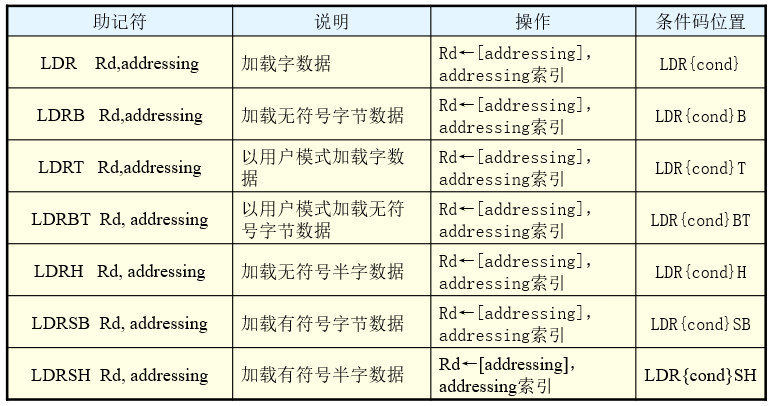 助记符 说明 操作 条件码位置
LDR Rd,addressing 加载字数据 Rd←[addressing]，
addressing索引 LDR{cond}
LDRB Rd,addressing 加载无符号字节数据 Rd←[addressing]，
addressing索引 LDR{cond}B
LDRT Rd,addressing 以用户模式加载字数
据 Rd←[addressing]，
addressing索引 LDR{cond}T
LDRBT Rd, addressing 以用户模式加载无符
号字节数据 Rd←[addressing]，
addressing索引 LDR{cond}BT
LDRH Rd, addressing 加载无符号半字数据 Rd←[addressing]，
addressing索引 LDR{cond}H
LDRSB Rd, addressing 加载有符号字节数据 Rd←[addressing]，
addressing索引 LDR{cond}SB
LDRSH Rd, addressing 加载有符号半字数据 Rd←[addressing]，
addressing索引 LDR{cond}SH